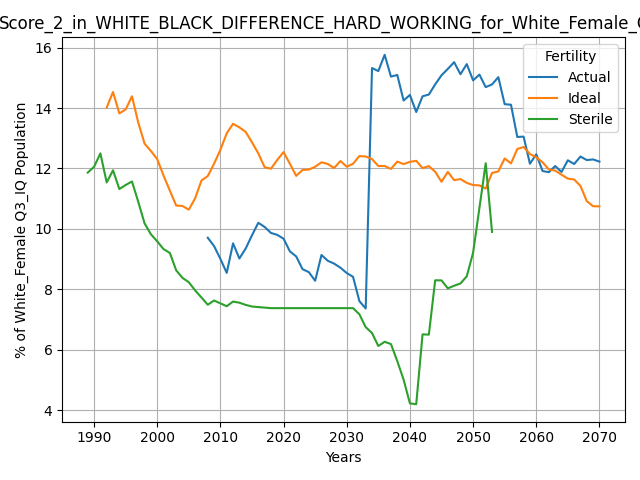 Score_2_in_WHITE_BLACK_DIFFERENCE_HARD_WORKING_for_White_Female_
Fertility
Actual
Ideal
Sterile
% of White_Female Q3_IQ Population
16
14
12
10
8
6
4
1990 2000 2010 2020 2030 2040 2050 2060 2070
Years